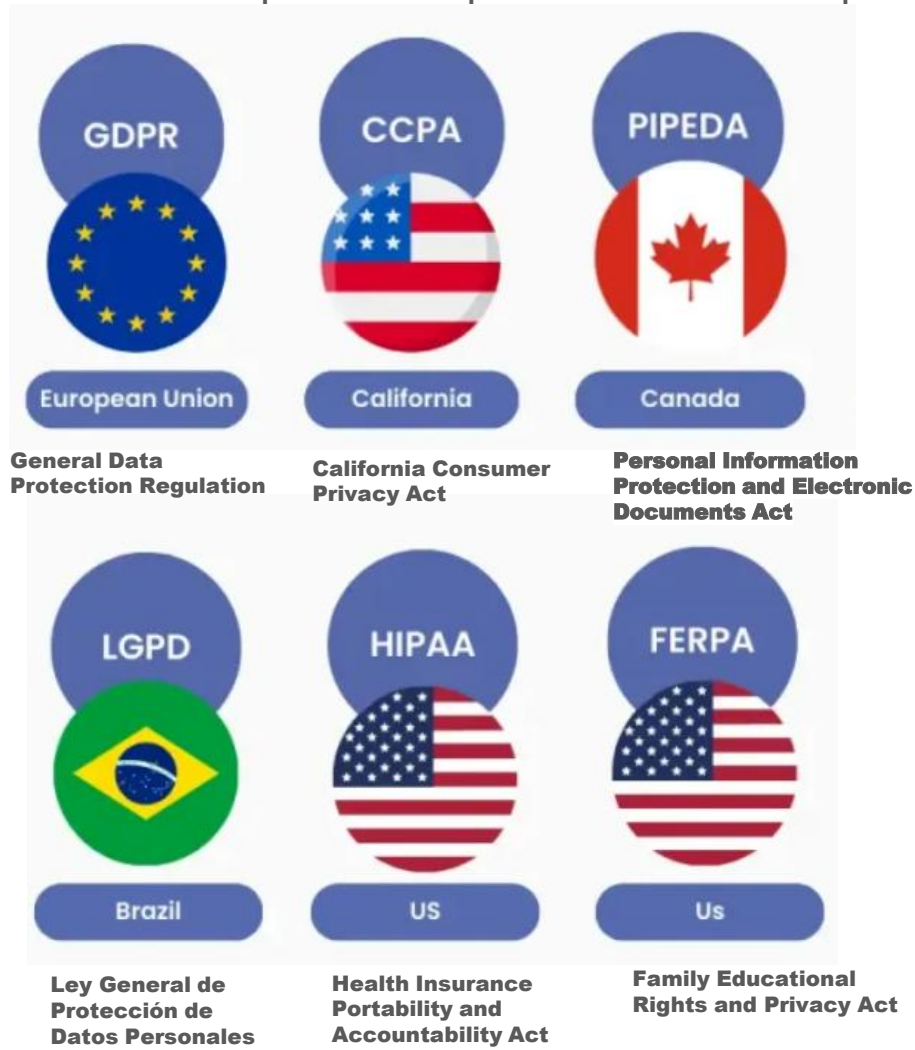 GDPR
CCPA
PIPEDA
European Union
California
Canada
General Data
Protection Regulation
California Consumer
Privacy Act
Personal Information
Protection and Electronic
Documents Act
LGPD
HIPAA
FERPA
Brazil
US
Us
Ley General de
Protección de
Datos Personales
Health Insurance
Portability and
Accountability Act
Family Educational
Rights and Privacy Act